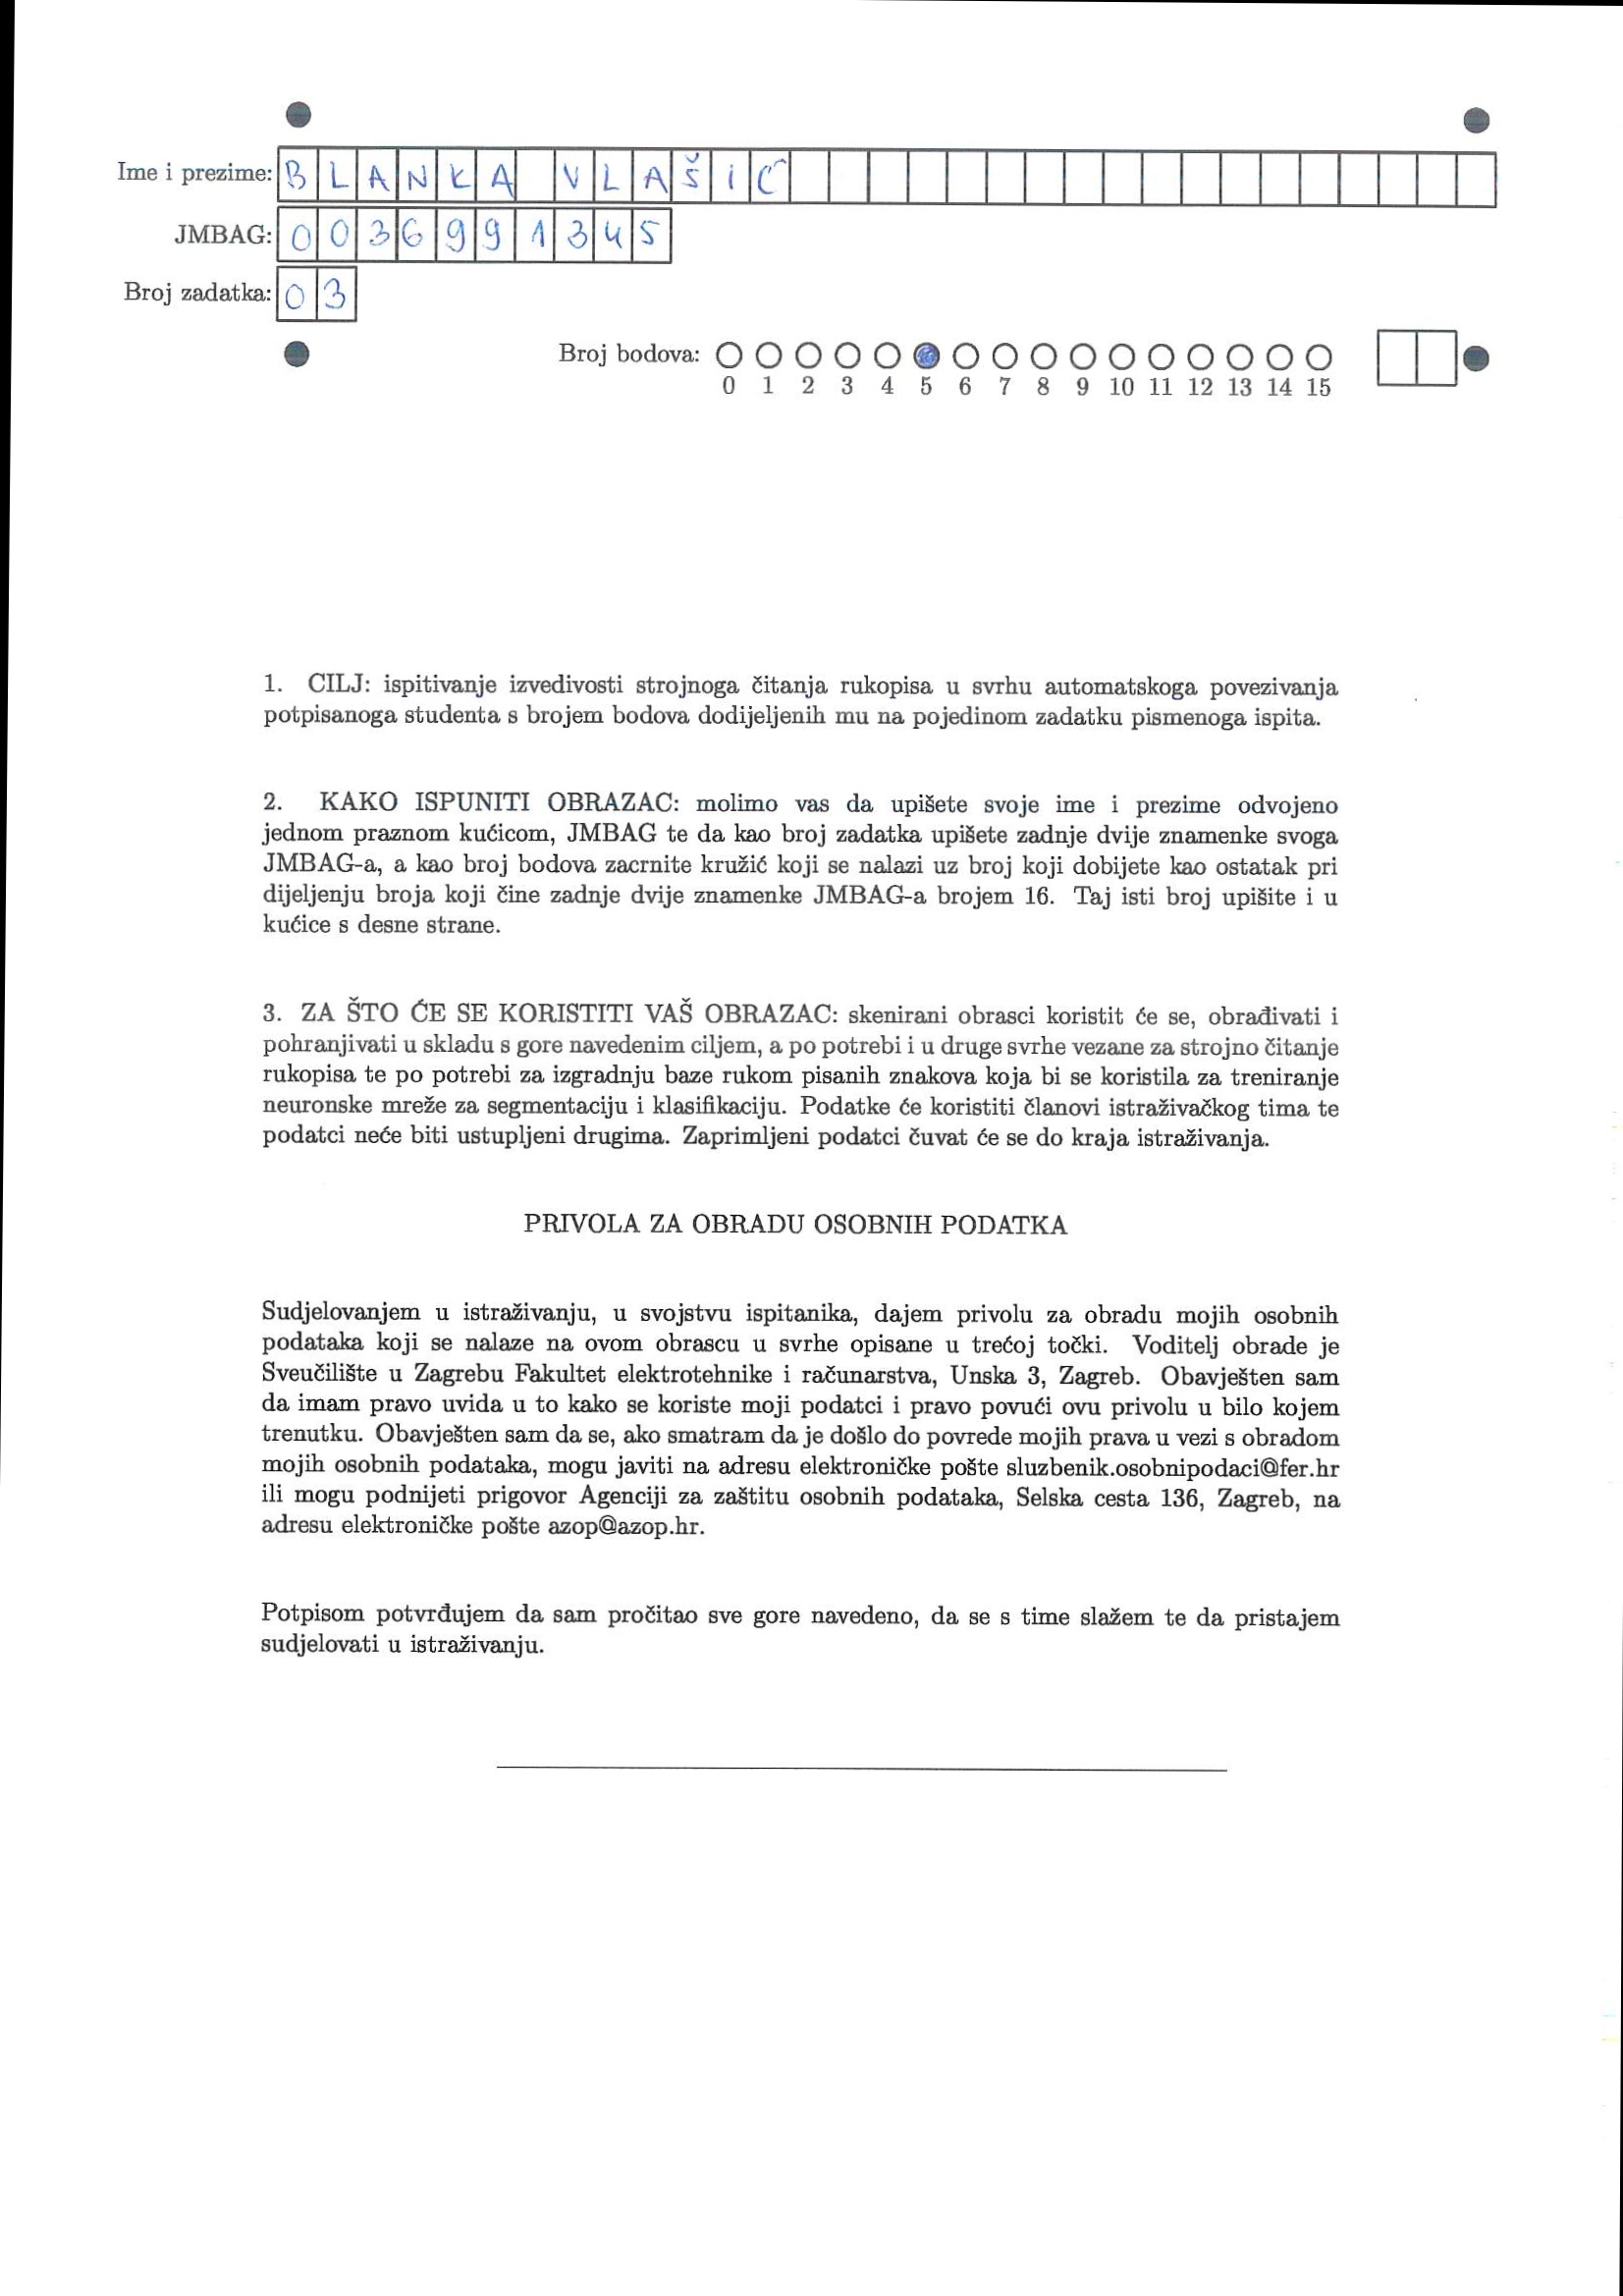 Ime i prezime: BLANKA VLAŠIĆ
JMBAG: 0036991345
Broj zadatka: 03
Broj bodova:
0 1 2 3 4 5 6 7 8 9 10 11 12 13 14 15
1. CILJ: ispitivanje izvedivosti strojnoga čitanja rukopisa u svrhu automatskoga povezivanja
potpisanoga studenta s brojem bodova dodijeljenih mu na pojedinom zadatku pismenoga ispita.
2. KAKO ISPUNITI OBRAZAC: molimo vas da upišete svoje ime i prezime odvojeno
jednom praznom kućicom, JMBAG te da kao broj zadatka upišete zadnje dvije znamenke svoga
JMBAG-a, a kao broj bodova zacrnite kružić koji se nalazi uz broj koji dobijete kao ostatak pri
dijeljenju broja koji čine zadnje dvije znamenke JMBAG-a brojem 16. Taj isti broj upišite i u
kućice s desne strane.
3. ZA ŠTO ĆE SE KORISTITI VAŠ OBRAZAC: skenirani obrasci koristit će se, obrađivati i
pohranjivati u skladu s gore navedenim ciljem, a po potrebi i u druge svrhe vezane za strojno čitanje
rukopisa te po potrebi za izgradnju baze rukom pisanih znakova koja bi se koristila za treniranje
neuronske mreže za segmentaciju i klasifikaciju. Podatke će koristiti članovi istraživačkog tima te
podatci neće biti ustupljeni drugima. Zaprimljeni podatci čuvat će se do kraja istraživanja.
PRIVOLA ZA OBRADU OSOBNIH PODATKA
Sudjelovanjem u istraživanju, u svojstvu ispitanika, dajem privolu za obradu mojih osobnih
podataka koji se nalaze na ovom obrascu u svrhe opisane u trećoj točki. Voditelj obrade je
Sveučilište u Zagrebu Fakultet elektrotehnike i računarstva, Unska 3, Zagreb. Obavješten sam
da imam pravo uvida u to kako se koriste moji podatci i pravo povući ovu privolu u bilo kojem
trenutku. Obavješten sam da se, ako smatram da je došlo do povrede mojih prava u vezi s obradom
mojih osobnih podataka, mogu javiti na adresu elektroničke pošte sluzbenik.osobnipodaci@fer.hr
ili mogu podnijeti prigovor Agenciji za zaštitu osobnih podataka, Selska cesta 136, Zagreb, na
adresu elektroničke pošte azop@azop.hr.
Potpisom potvrđujem da sam pročitao sve gore navedeno, da se s time slažem te da pristajem
sudjelovati u istraživanju.